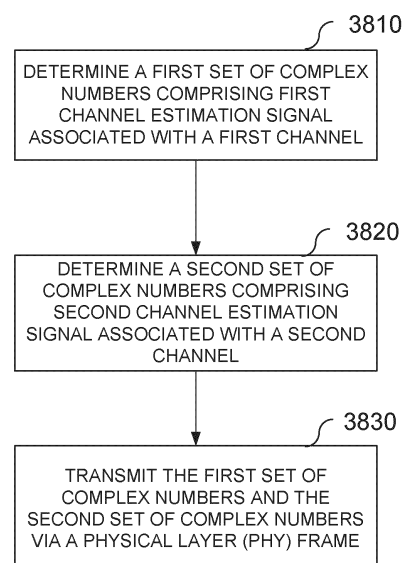 3810
DETERMINE A FIRST SET OF COMPLEX
NUMBERS COMPRISING FIRST
CHANNEL ESTIMATION SIGNAL
ASSOCIATED WITH A FIRST CHANNEL
3820
DETERMINE A SECOND SET OF
COMPLEX NUMBERS COMPRISING
SECOND CHANNEL ESTIMATION
SIGNAL ASSOCIATED WITH A SECOND
CHANNEL
3830
TRANSMIT THE FIRST SET OF
COMPLEX NUMBERS AND THE
SECOND SET OF COMPLEX NUMBERS
VIA A PHYSICAL LAYER (PHY) FRAME